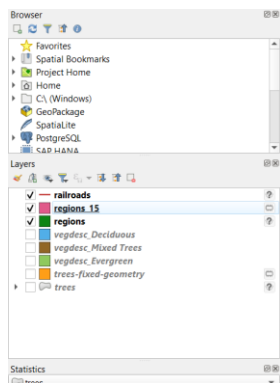 Browser
Favorites
Spatial Bookmarks
Project Home
Home
C:\ (Windows)
GeoPackage
SpatiaLite
PostgreSQL
SAP HANA
Layers
railroads
regions_15
regions
vegdesc_Deciduous
vegdesc_Mixed Trees
vegdesc_Evergreen
trees-fixed-geometry
trees
Statistics
trees